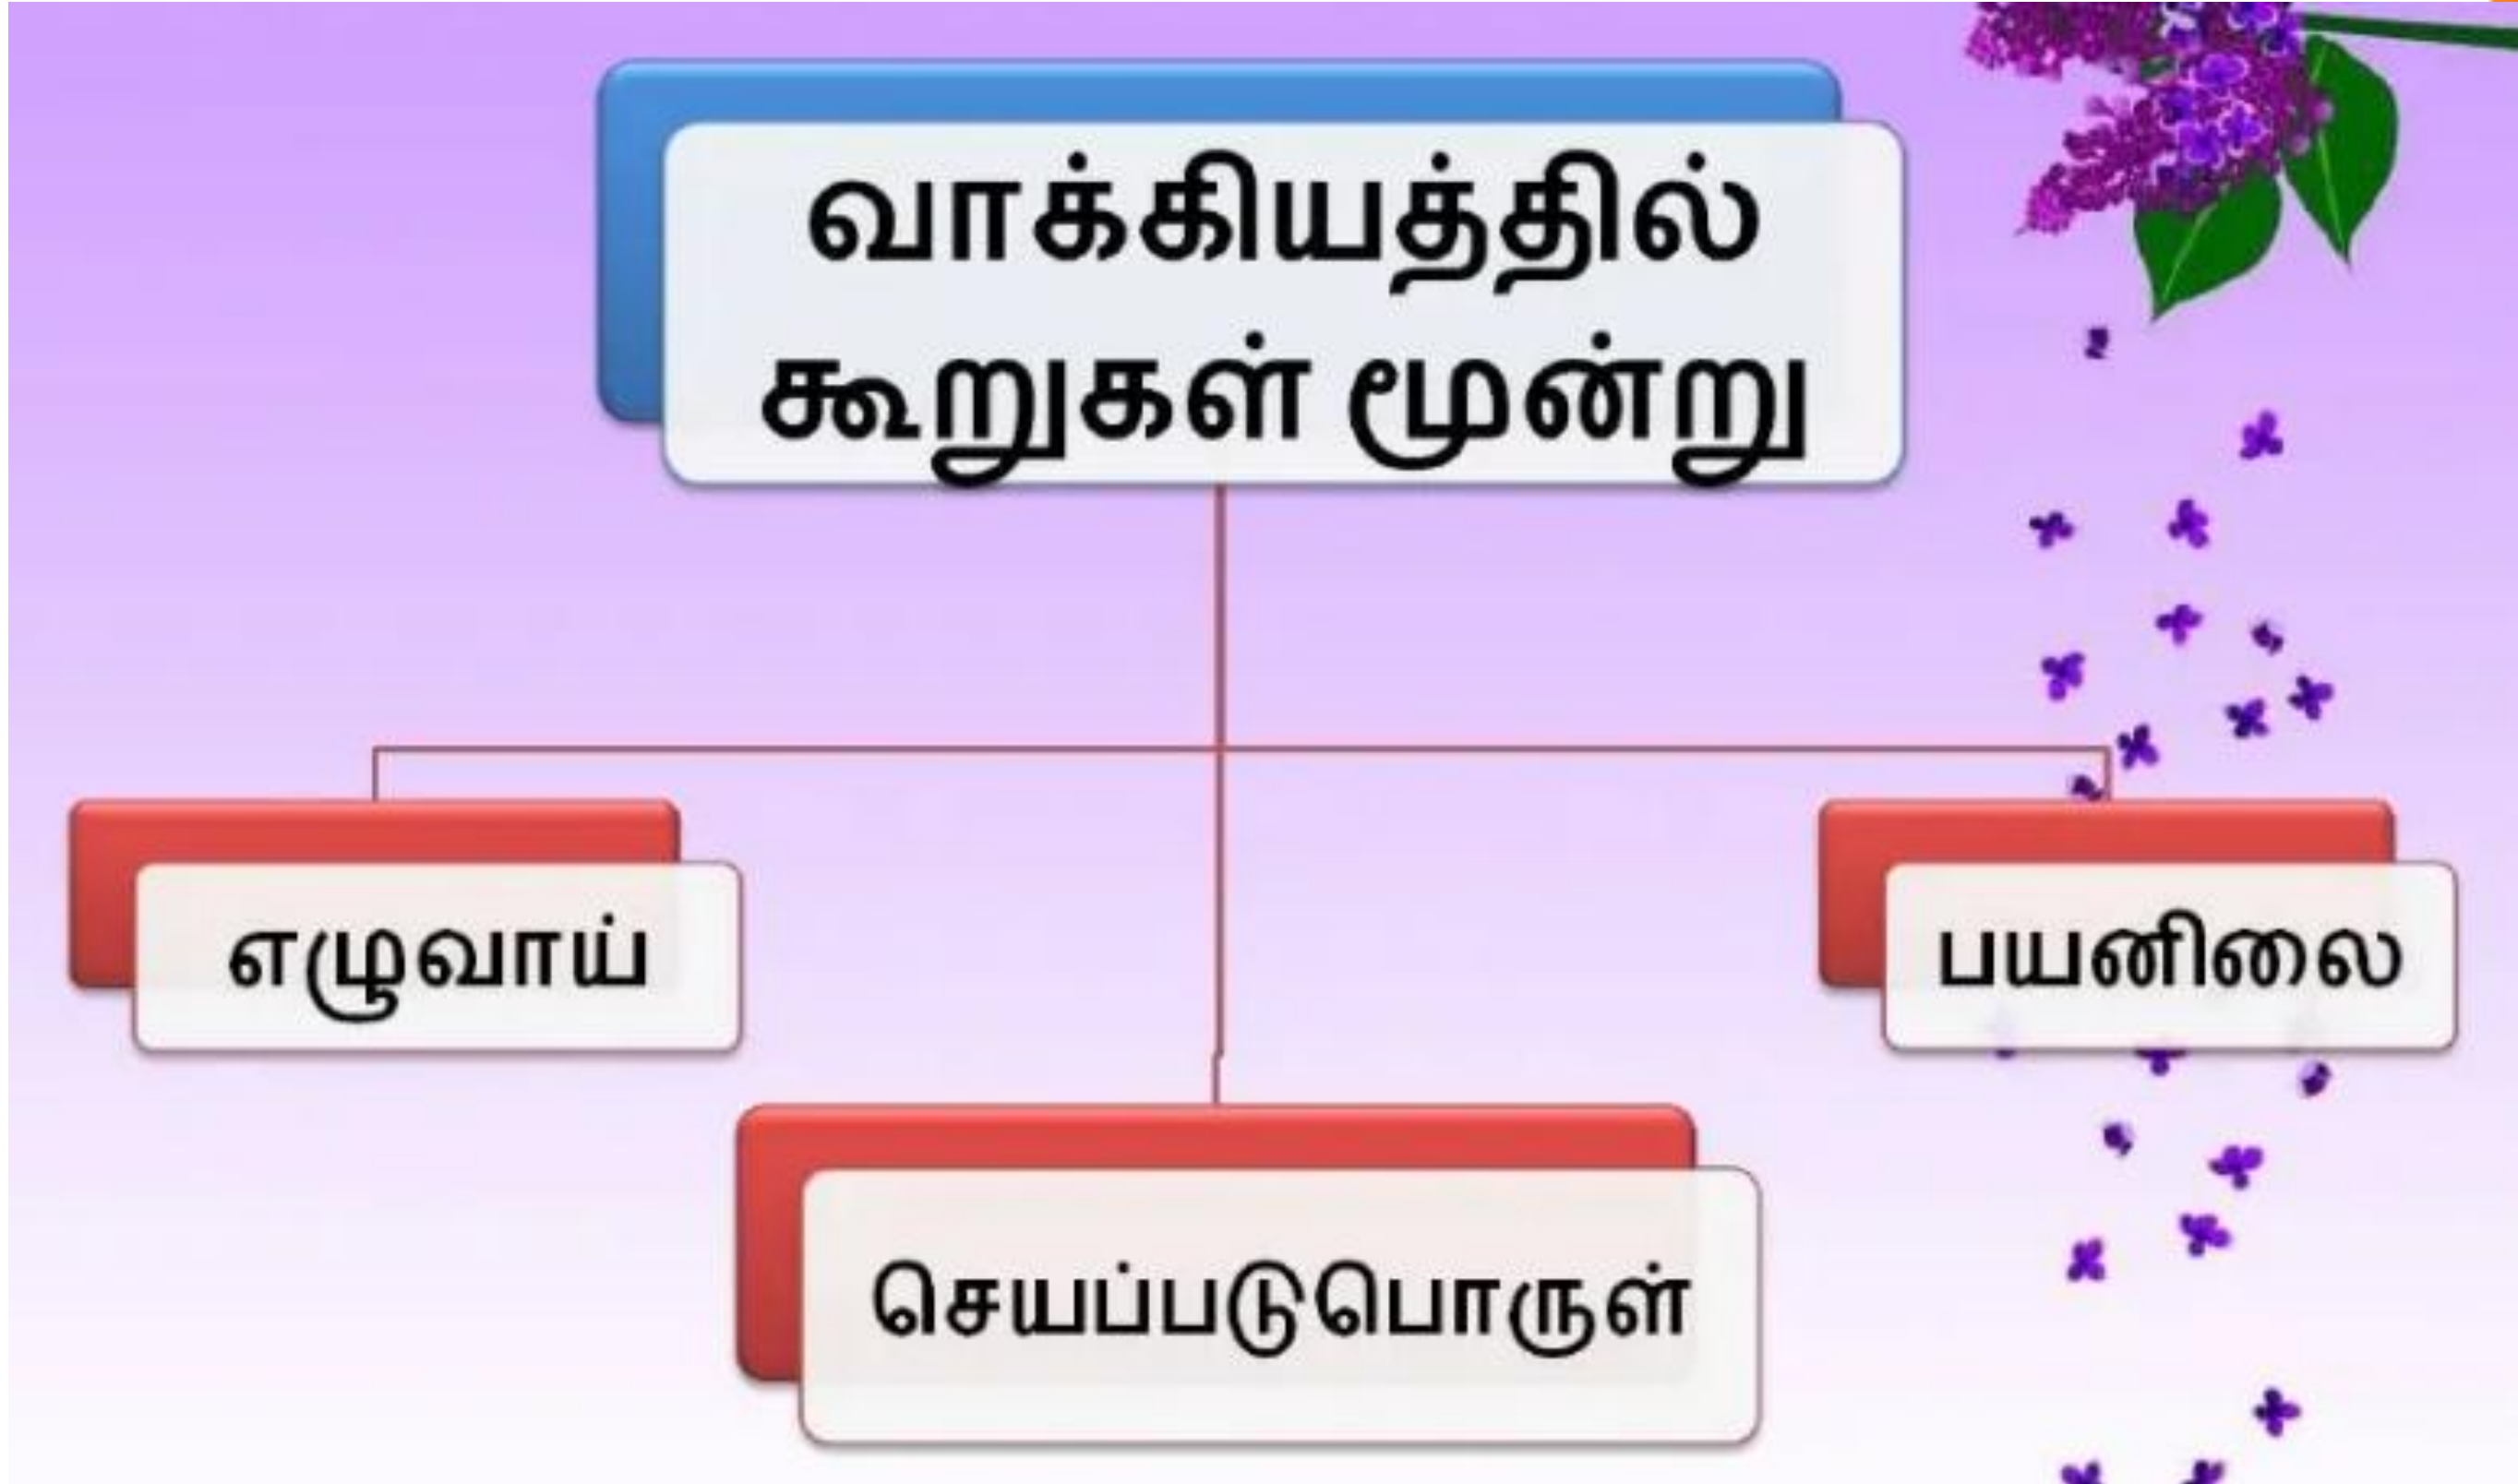 வாக்கியத்தில்
கூறுகள் மூன்று
எழுவாய்
பயனிலை
செயப்படுபொருள்